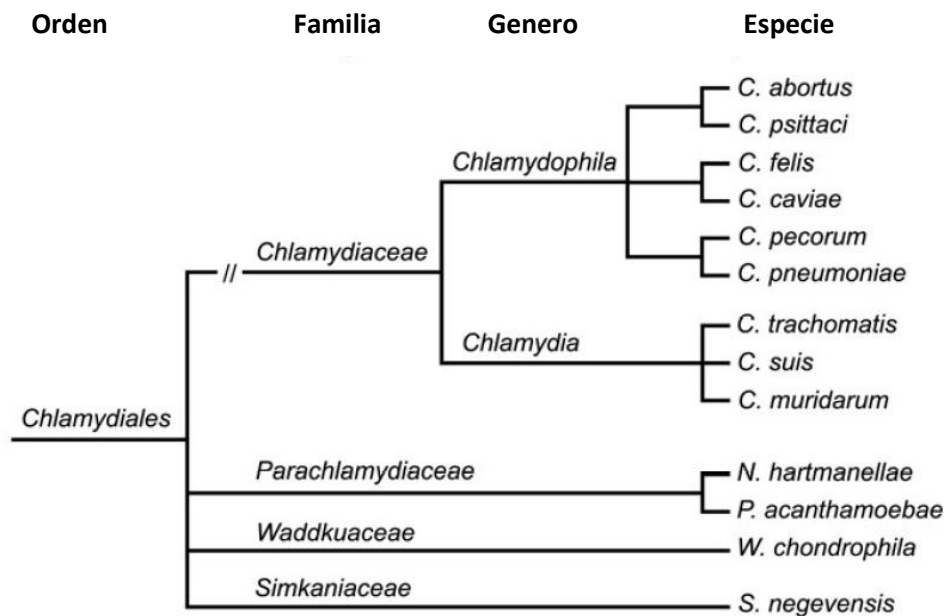 Orden Familia Genero Especie
C. abortus
C. psittaci
Chlamydophila
C. felis
C. caviae
C. pecorum
Chlamydiaceae
//
C. pneumoniae
C. trachomatis
Chlamydia
C. suis
C. muridarum
Chlamydiales
Parachlamydiaceae
N. hartmanellae
P. acanthamoebae
Waddkuaceae
W. chondrophila
Simkaniaceae
S. negevensis